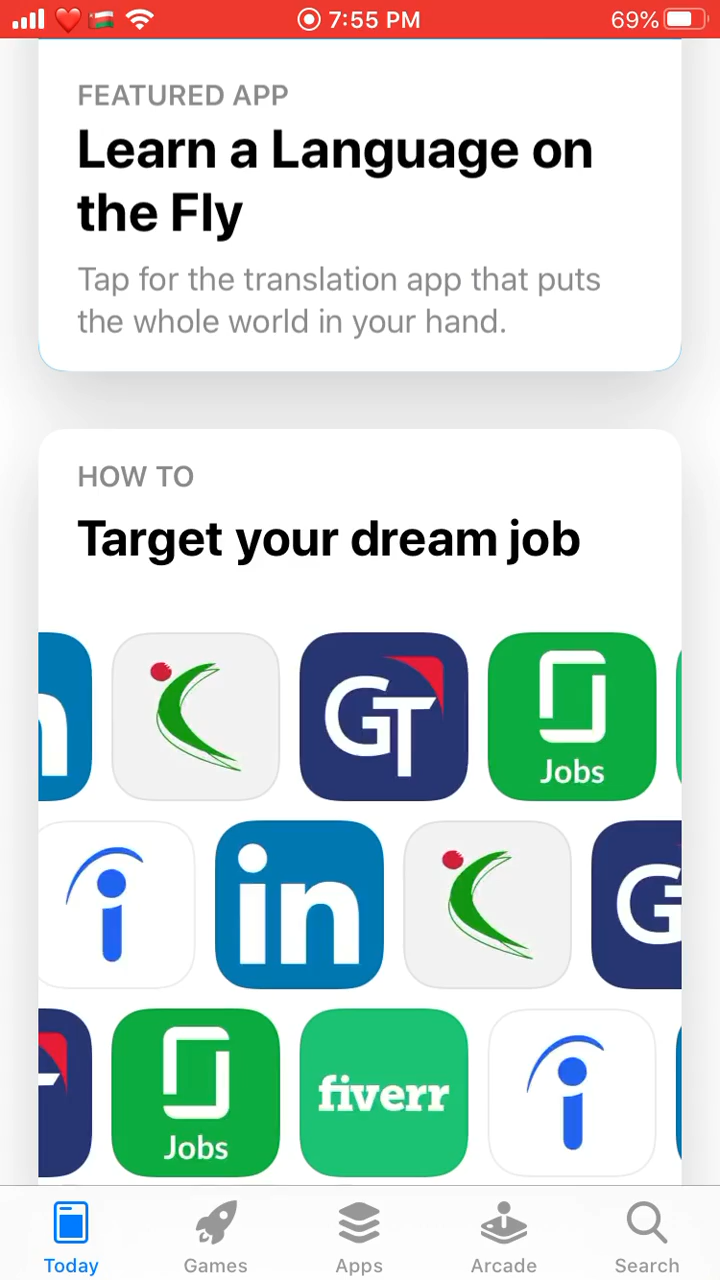 7:55 PM
69%
FEATURED APP
Learn a Language on
the Fly
Tap for the translation app that puts
the whole world in your hand.
HOW TO
Target your dream job
n
GT
Jobs
i
in
G
Jobs
fiverr
i
Today
Games
Apps
Arcade
Search